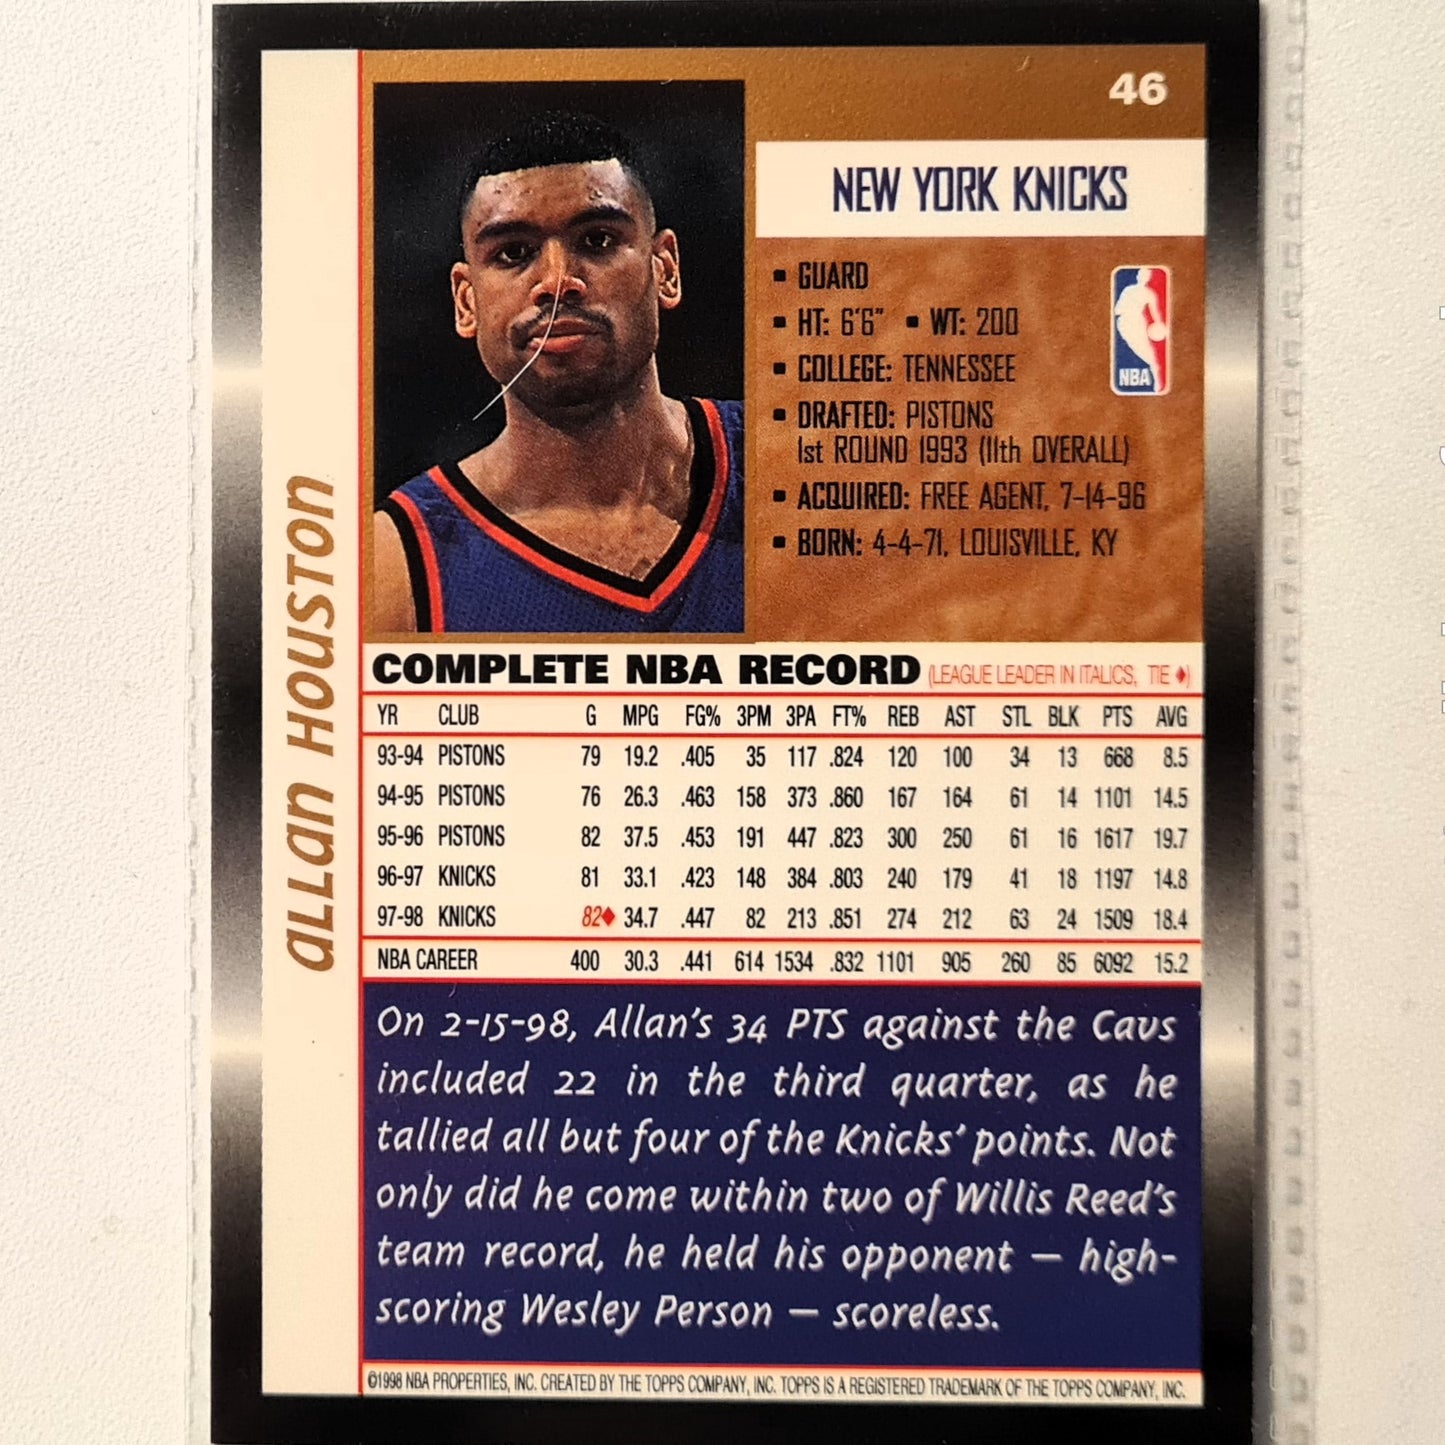 46
NEW YORK KNICKS
▪ GUARD
▪ HT: 6'6" ▪ WT: 200
▪ COLLEGE: TENNESSEE
▪ DRAFTED: PISTONS
1st ROUND 1993 (11th OVERALL)
▪ ACQUIRED: FREE AGENT, 7-14-96
▪ BORN: 4-4-71, LOUISVILLE, KY
NBA
ALLAN HOUSTON
COMPLETE NBA RECORD (LEAGUE LEADER IN ITALICS, TIE ♦)
YR CLUB G MPG FG% 3PM 3PA FT% REB AST STL BLK PTS AVG
93-94 PISTONS 79 19.2 .405 35 117 .824 120 100 34 13 668 8.5
94-95 PISTONS 76 26.3 .463 158 373 .860 167 164 61 14 1101 14.5
95-96 PISTONS 82 37.5 .453 191 447 .823 300 250 61 16 1617 19.7
96-97 KNICKS 81 33.1 .423 148 384 .803 240 179 41 18 1197 14.8
97-98 KNICKS 82♦ 34.7 .447 82 213 .851 274 212 63 24 1509 18.4
NBA CAREER 400 30.3 .441 614 1534 .832 1101 905 260 85 6092 15.2
On 2-15-98, Allan's 34 PTS against the Cavs
included 22 in the third quarter, as he
tallied all but four of the Knicks' points. Not
only did he come within two of Willis Reed's
team record, he held his opponent — high-
scoring Wesley Person — scoreless.
©1998 NBA PROPERTIES, INC. CREATED BY THE TOPPS COMPANY, INC. TOPPS IS A REGISTERED TRADEMARK OF THE TOPPS COMPANY, INC.